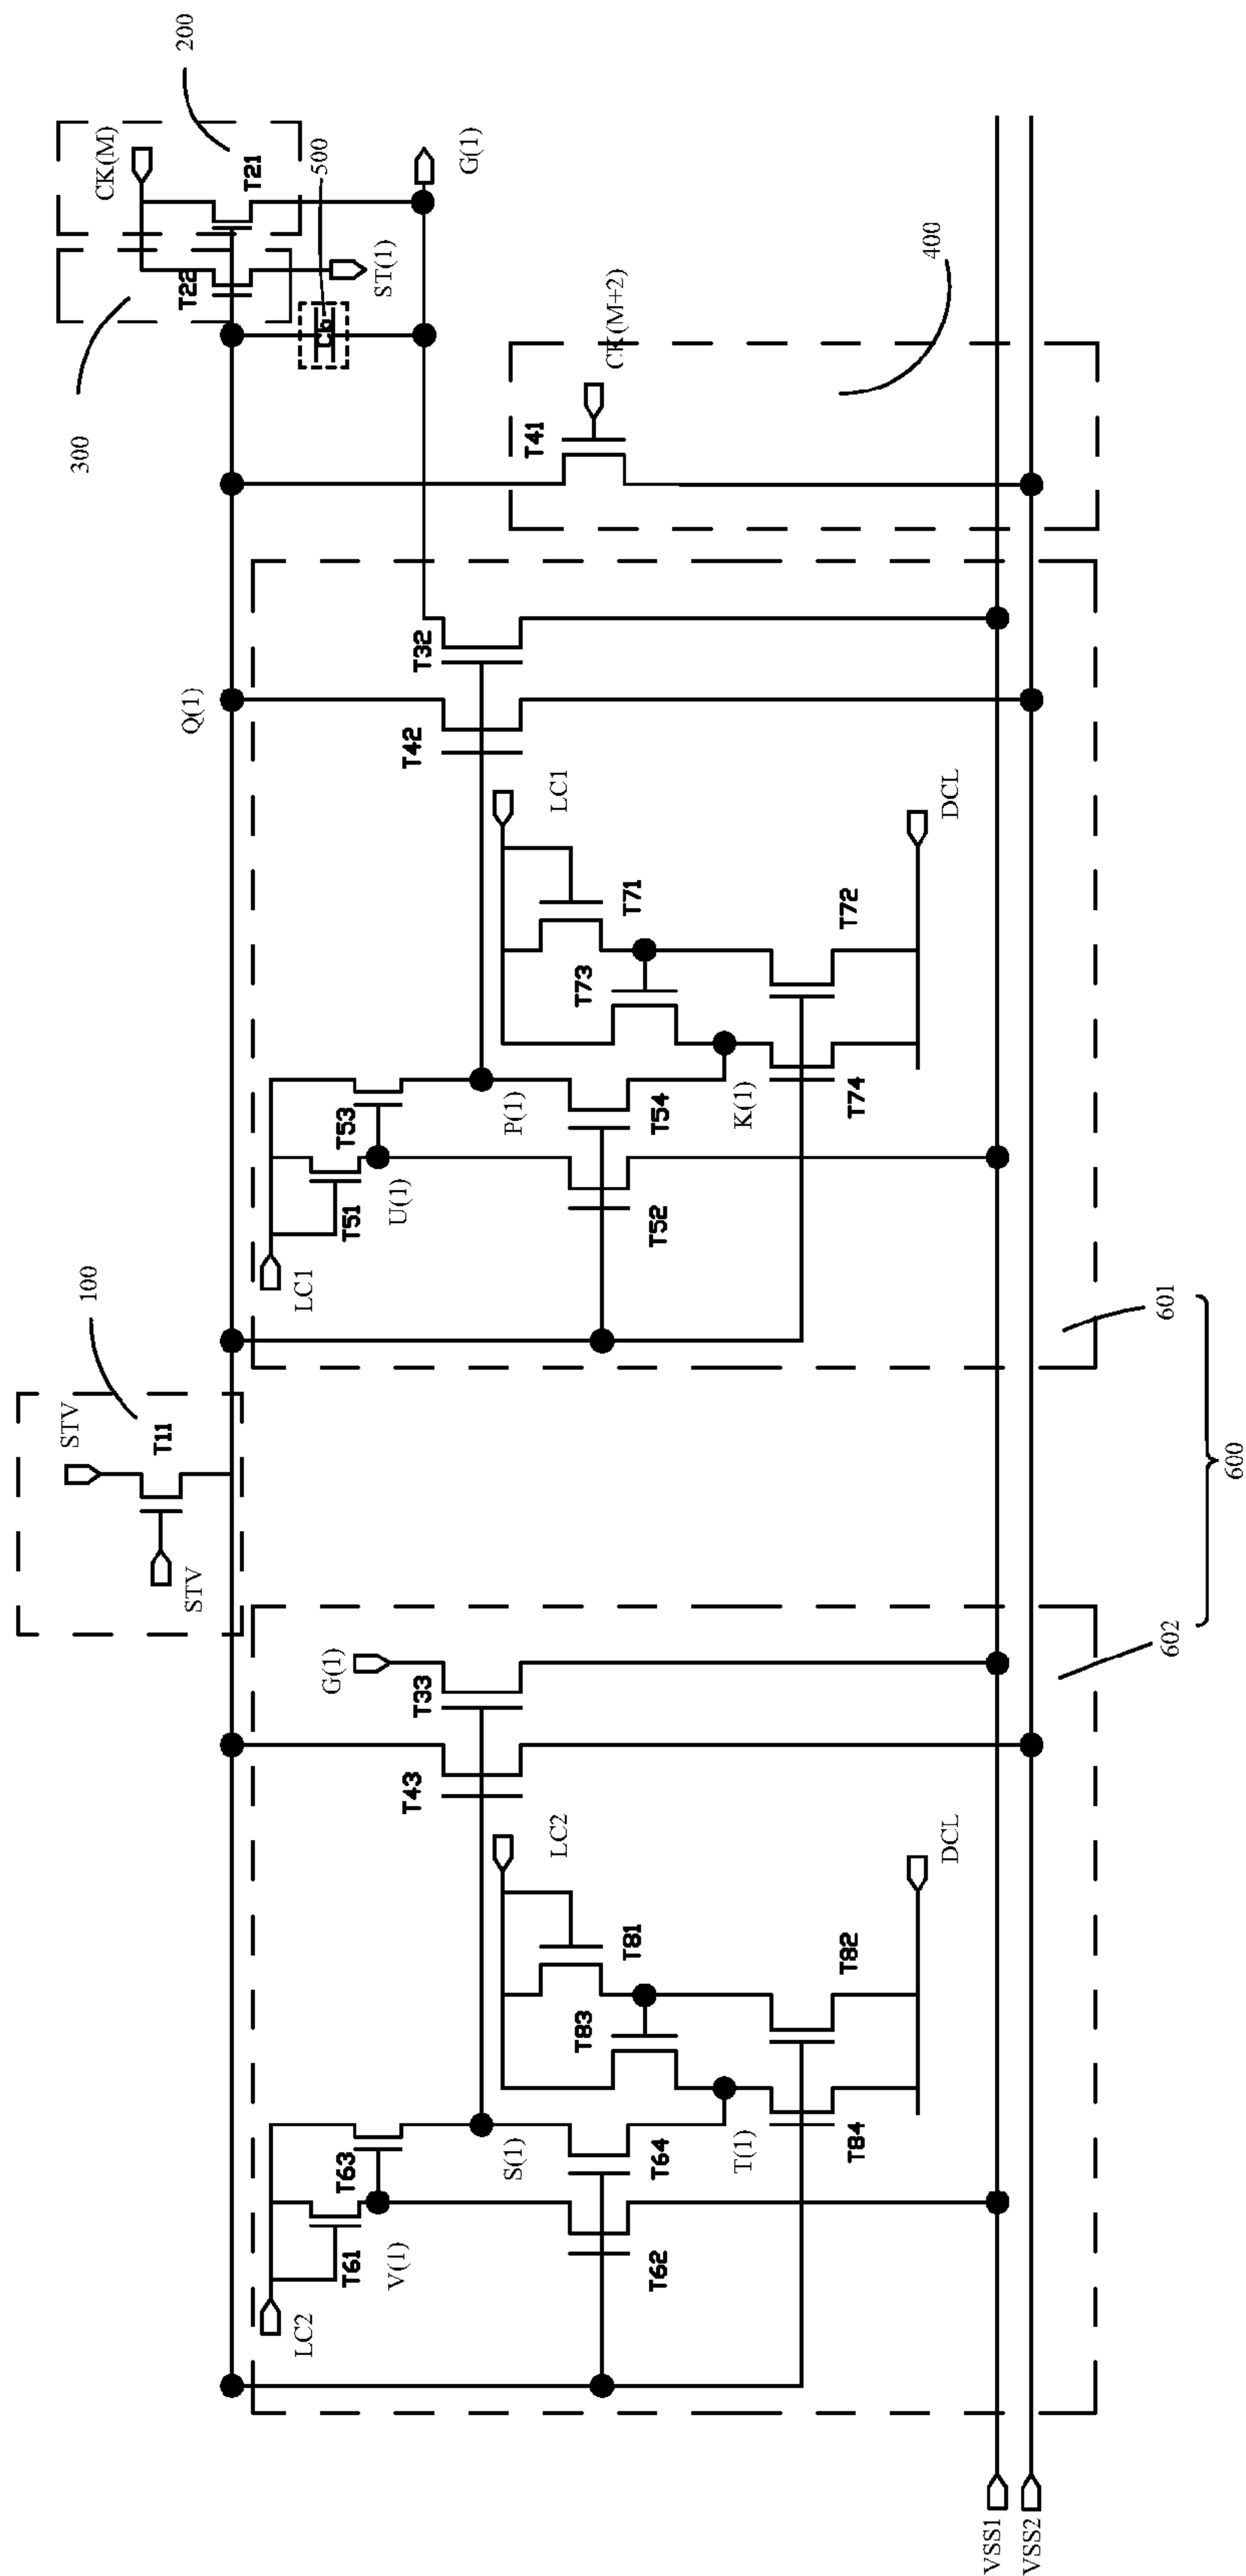 200
CK(M)
T21
500
G(1)
T22
ST(1)
300
Cb
CK(M+2)
400
T41
Q(1)
T32
T42
LC1
DCL
T71
T72
T73
T53
P(1)
T54
K(1)
T74
T51
U(1)
T52
LC1
100
601
STV
T11
600
STV
602
G(1)
T33
T43
LC2
DCL
T81
T82
T83
T63
S(1)
T64
T(1)
T84
T61
V(1)
T62
LC2
VSS1
VSS2